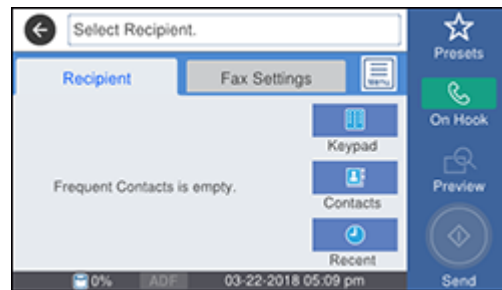 Select Recipient.
Presets
Recipient
Fax Settings
Menu
On Hook
Keypad
Frequent Contacts is empty.
Contacts
Preview
Recent
0%
ADF
03-22-2018 05:09 pm
Send